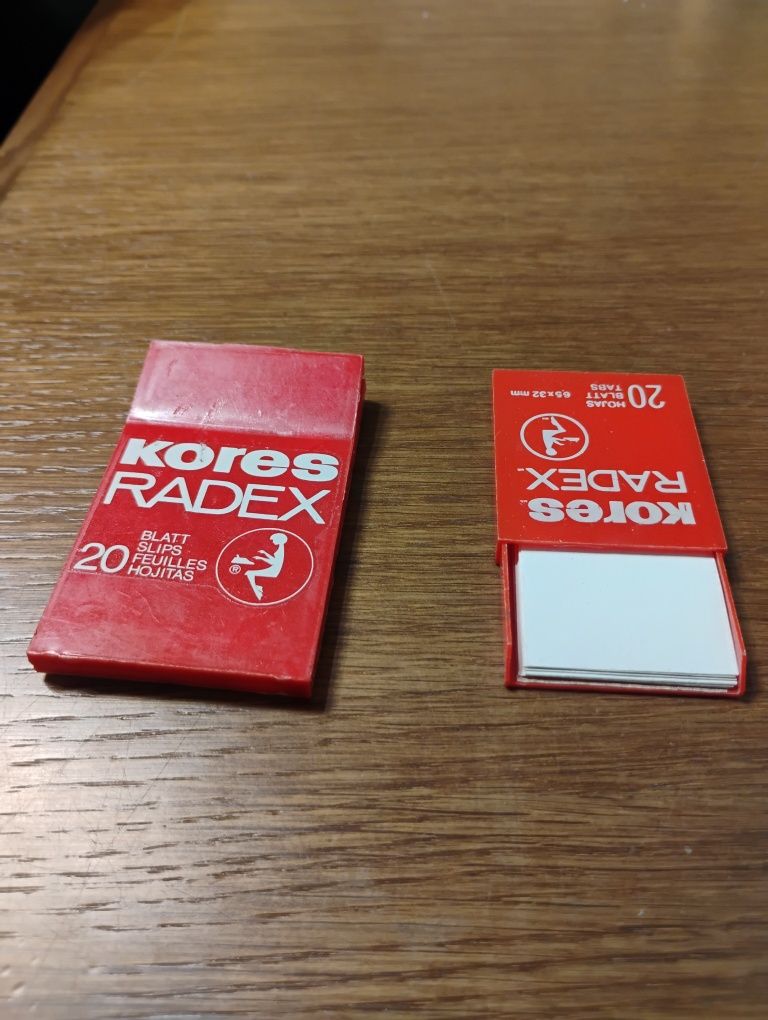 Kores
RADEX
20 BLATT
SLIPS
FEUILLES
HOJITAS
®
Kores
RADEX
20 HOJAS
BLATT
TABS
65x32 mm